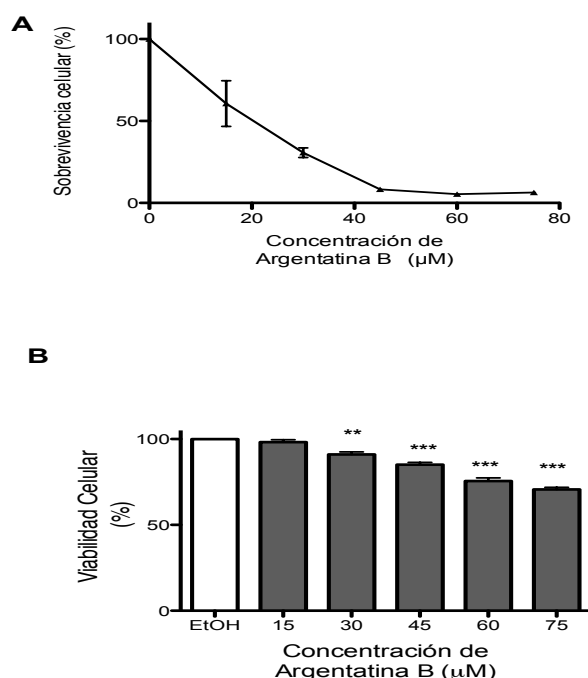 A
Sobrevivencia celular (%)
100
50
0
0 20 40 60 80
Concentración de
Argentatina B (µM)
B
Viabilidad Celular
(%)
100
50
0
** *** *** ***
EtOH 15 30 45 60 75
Concentración de
Argentatina B (µM)